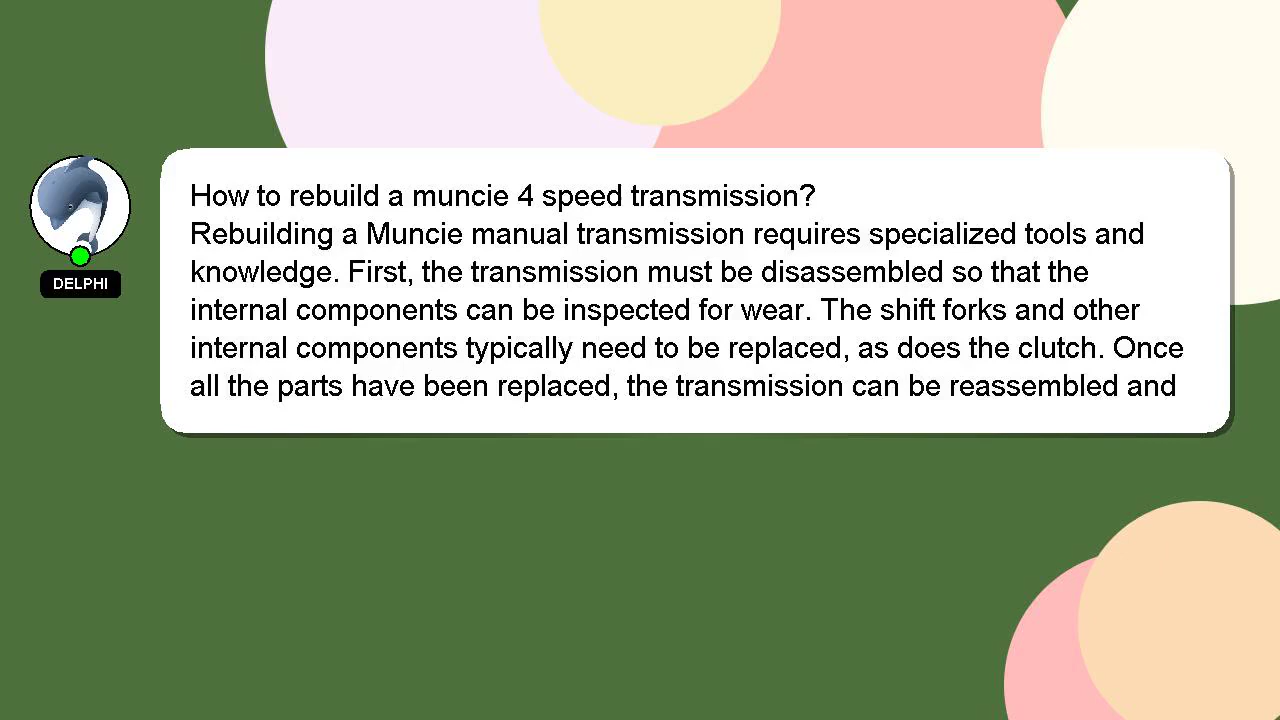 How to rebuild a muncie 4 speed transmission?
Rebuilding a Muncie manual transmission requires specialized tools and
knowledge. First, the transmission must be disassembled so that the
internal components can be inspected for wear. The shift forks and other
internal components typically need to be replaced, as does the clutch. Once
all the parts have been replaced, the transmission can be reassembled and
DELPHI